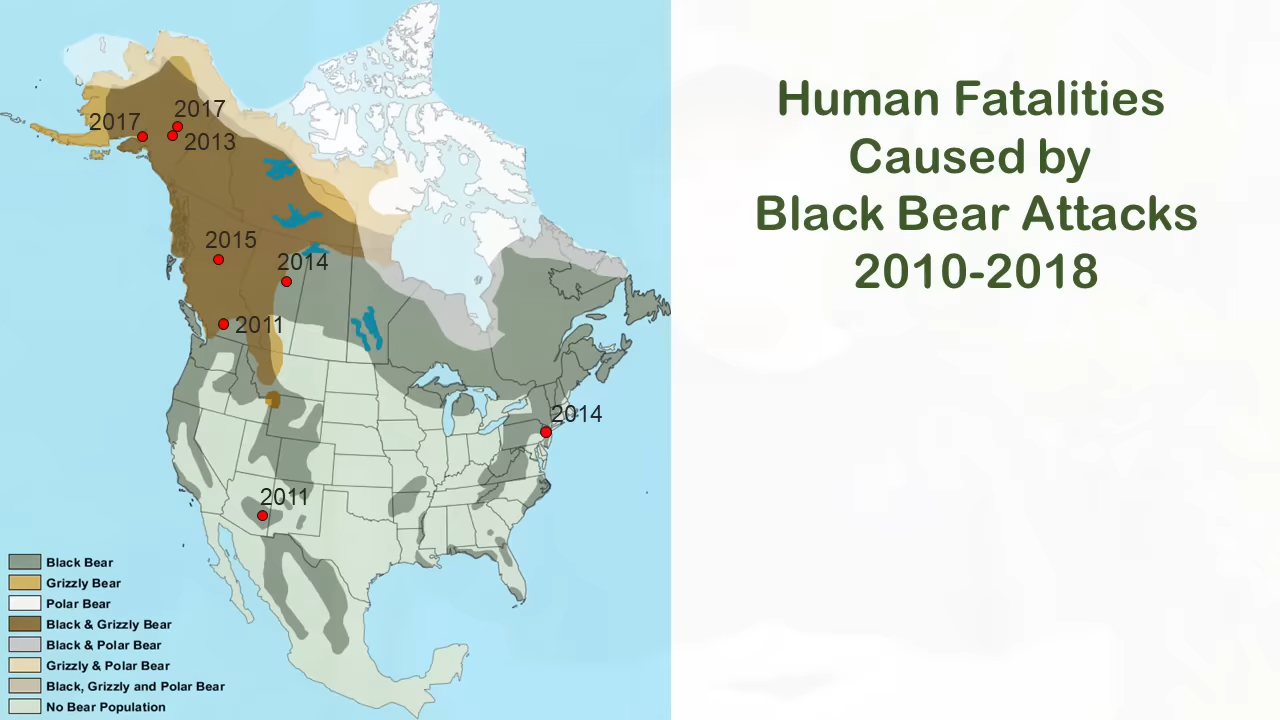 Human Fatalities
Caused by
Black Bear Attacks
2010-2018
2017
2017
2013
2015
2014
2011
2014
2011
Black Bear
Grizzly Bear
Polar Bear
Black & Grizzly Bear
Black & Polar Bear
Grizzly & Polar Bear
Black, Grizzly and Polar Bear
No Bear Population